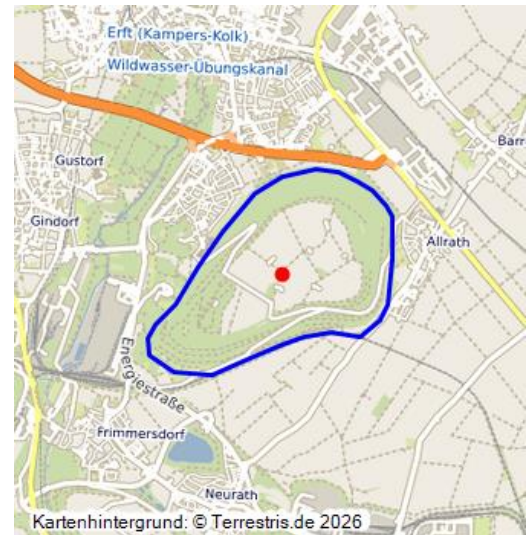 Erft (Kampers-Kolk)
Wildwasser-Übungskanal
Gustorf
Barr
Gindorf
Allrath
Energiestraße
Frimmersdorf
Neurath
Kartenhintergrund: © Terrestris.de 2026